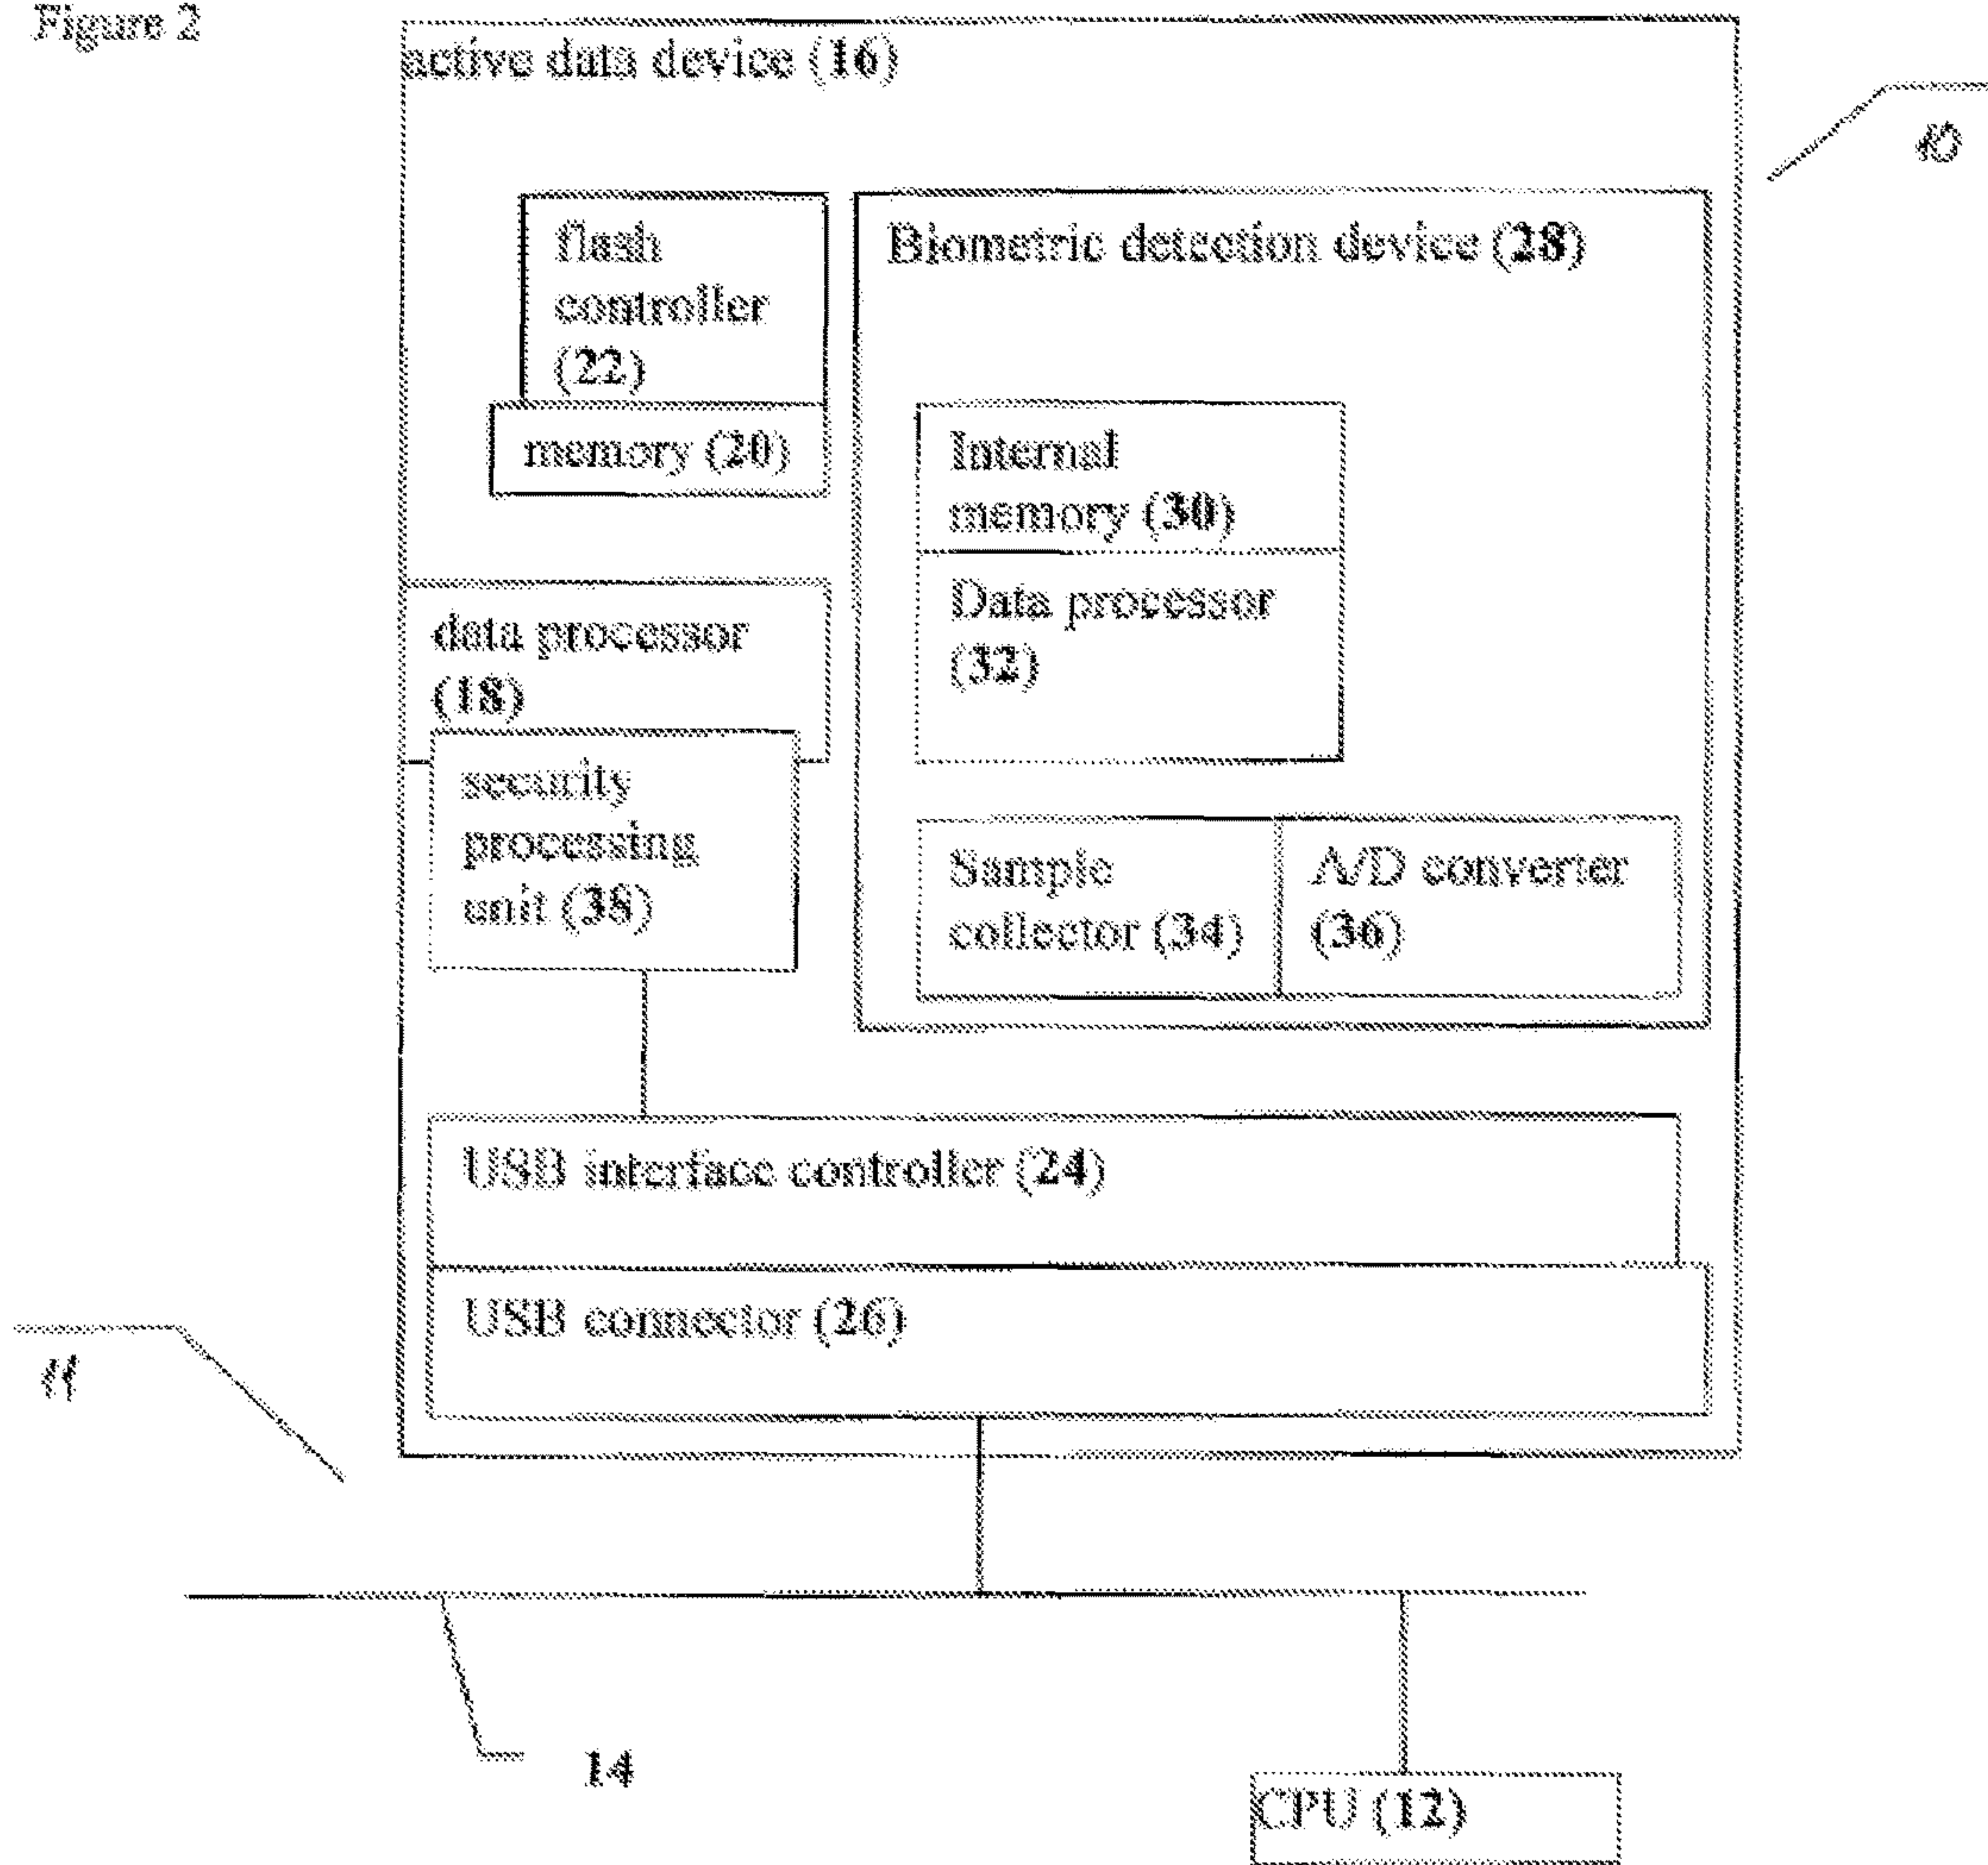 Figure 2
active data device (16)
10
flash
controller
(22)
memory (20)
Biometric detection device (28)
Internal
memory (30)
Data processor
(32)
data processor
(18)
security
processing
unit (38)
Sample
collector (34)
A/D converter
(36)
USB interface controller (24)
USB connector (26)
11
14
CPU (12)